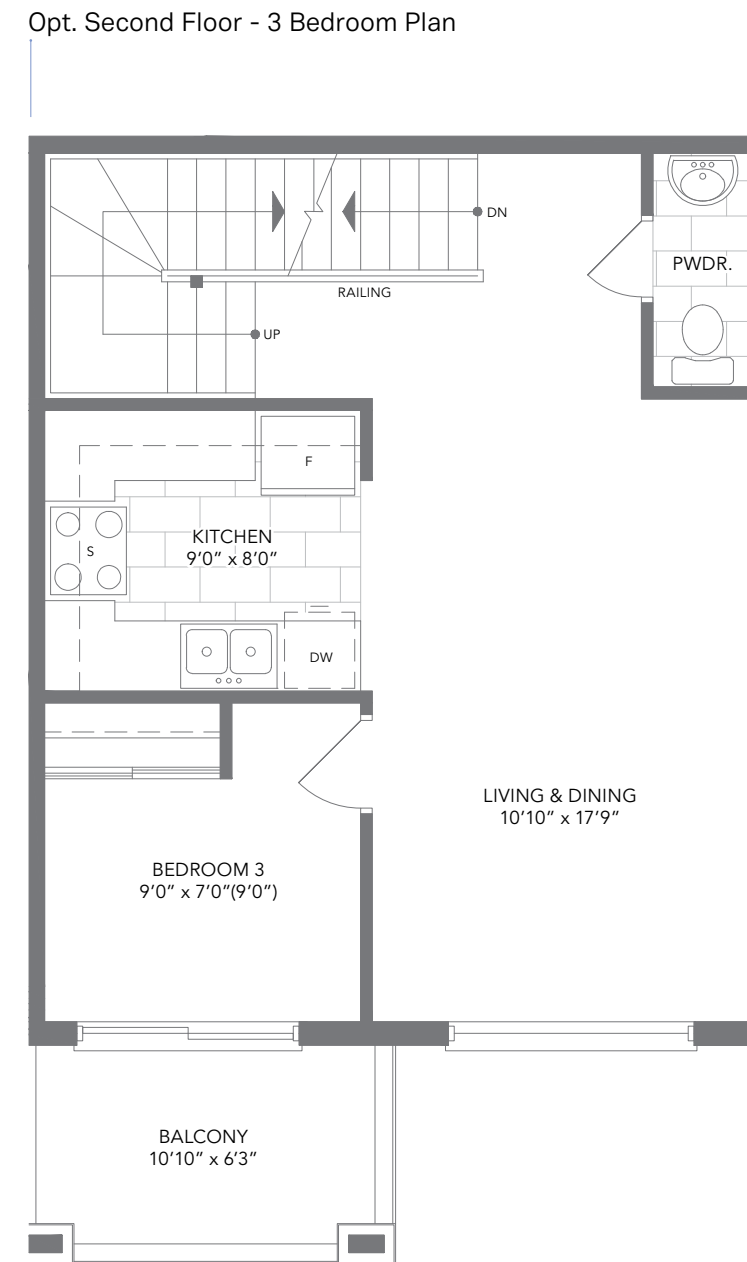 Opt. Second Floor - 3 Bedroom Plan
DN
PWDR.
RAILING
UP
F
KITCHEN
9'0" x 8'0"
S
DW
LIVING & DINING
10'10" x 17'9"
BEDROOM 3
9'0" x 7'0"(9'0")
BALCONY
10'10" x 6'3"